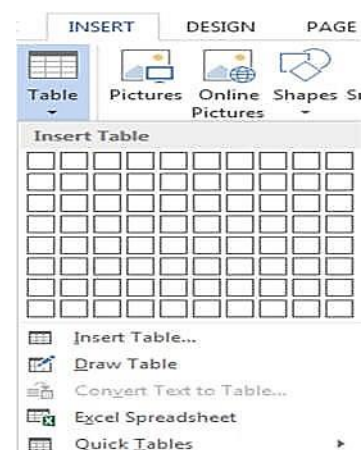 INSERT DESIGN PAGE
Table Pictures Online Pictures Shapes
Insert Table
Insert Table...
Draw Table
Convert Text to Table...
Excel Spreadsheet
Quick Tables